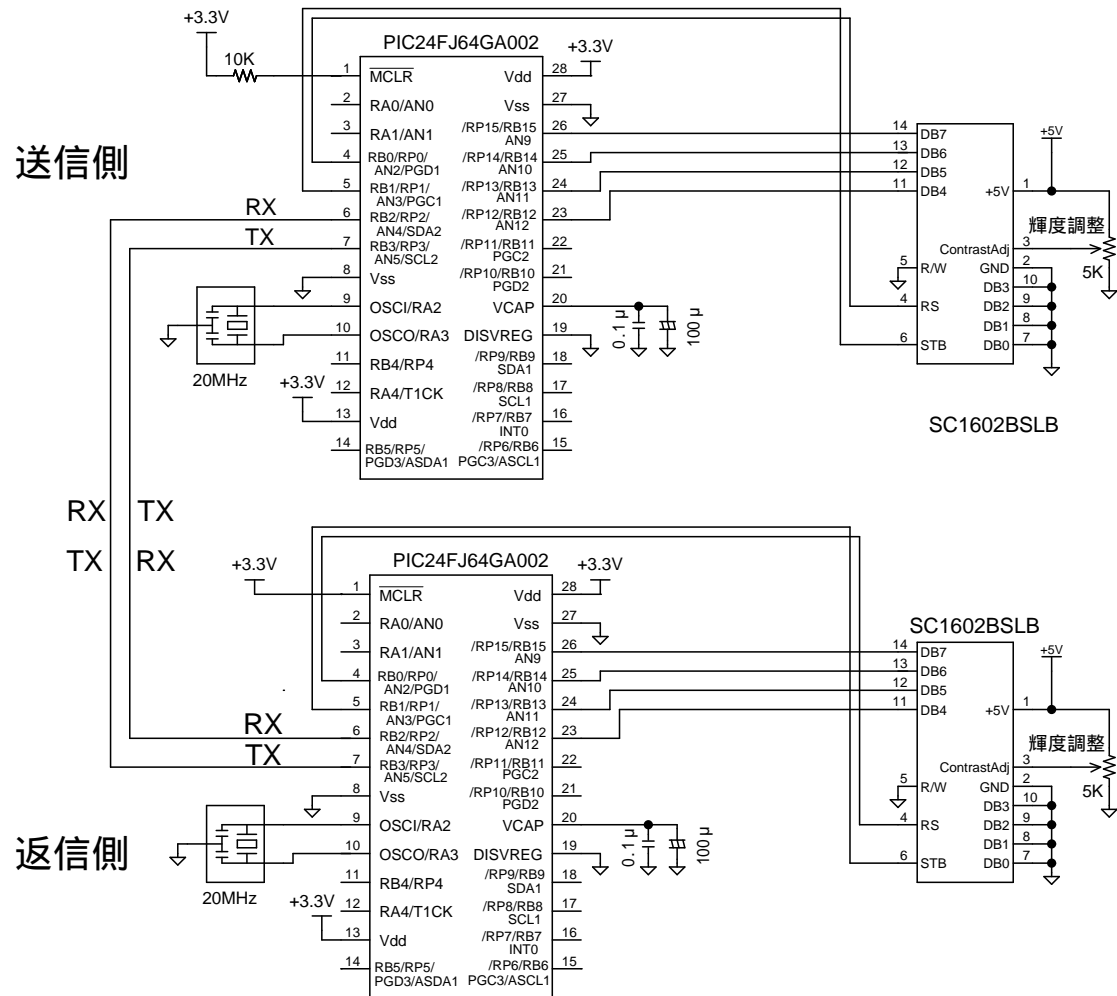 送信側
+3.3V
10K
PIC24FJ64GA002
+3.3V
1 MCLR
2 RA0/AN0
3 RA1/AN1
4 RB0/RP0/
AN2/PGD1
5 RB1/RP1/
AN3/PGC1
6 RB2/RP2/
AN4/SDA2
7 RB3/RP3/
AN5/SCL2
8 Vss
9 OSCI/RA2
10 OSCO/RA3
11 RB4/RP4
12 RA4/T1CK
13 Vdd
14 RB5/RP5/
PGD3/ASDA1
Vdd 28
Vss 27
/RP15/RB15 26
AN9
/RP14/RB14 25
AN10
/RP13/RB13 24
AN11
/RP12/RB12 23
AN12
/RP11/RB11 22
PGC2
/RP10/RB10 21
PGD2
VCAP 20
DISVREG 19
/RP9/RB9 18
SDA1
/RP8/RB8 17
SCL1
/RP7/RB7 16
INT0
/RP6/RB6 15
PGC3/ASCL1
RX
TX
20MHz
+3.3V
0.1μ
100μ
14 DB7
13 DB6
12 DB5
11 DB4
5 R/W
4 RS
6 STB
+5V
+5V 1
輝度調整
ContrastAdj 3
5K
GND 2
DB3 10
DB2 9
DB1 8
DB0 7
SC1602BSLB
RX TX
TX RX
返信側
+3.3V
PIC24FJ64GA002
+3.3V
1 MCLR
2 RA0/AN0
3 RA1/AN1
4 RB0/RP0/
AN2/PGD1
5 RB1/RP1/
AN3/PGC1
6 RB2/RP2/
AN4/SDA2
7 RB3/RP3/
AN5/SCL2
8 Vss
9 OSCI/RA2
10 OSCO/RA3
11 RB4/RP4
12 RA4/T1CK
13 Vdd
14 RB5/RP5/
PGD3/ASDA1
Vdd 28
Vss 27
/RP15/RB15 26
AN9
/RP14/RB14 25
AN10
/RP13/RB13 24
AN11
/RP12/RB12 23
AN12
/RP11/RB11 22
PGC2
/RP10/RB10 21
PGD2
VCAP 20
DISVREG 19
/RP9/RB9 18
SDA1
/RP8/RB8 17
SCL1
/RP7/RB7 16
INT0
/RP6/RB6 15
PGC3/ASCL1
RX
TX
20MHz
+3.3V
0.1μ
100μ
SC1602BSLB
14 DB7
13 DB6
12 DB5
11 DB4
5 R/W
4 RS
6 STB
+5V
+5V 1
輝度調整
ContrastAdj 3
5K
GND 2
DB3 10
DB2 9
DB1 8
DB0 7